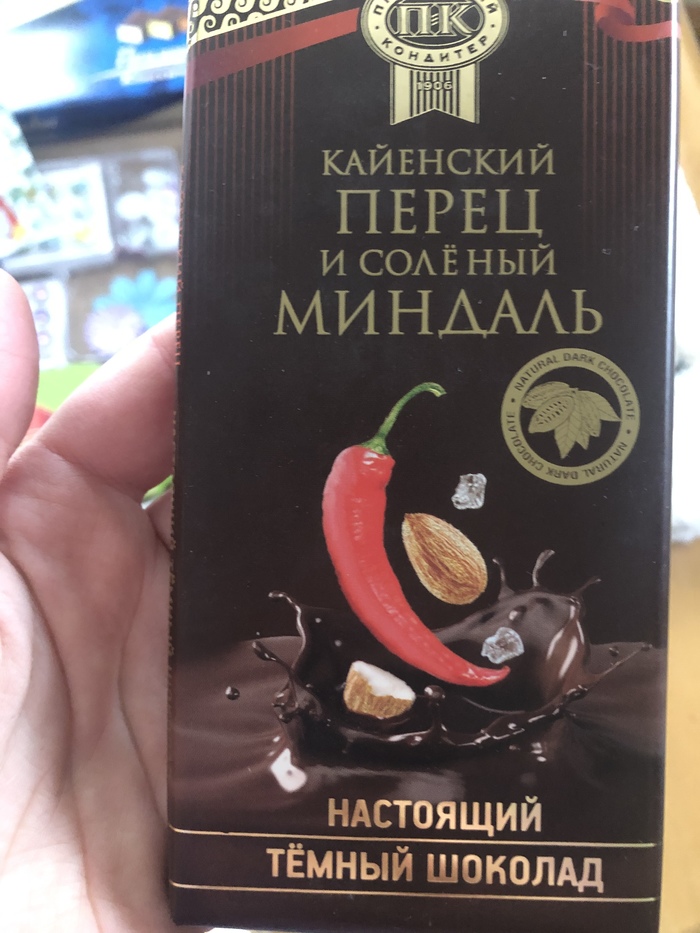 ПК
КОНДИТЕР
1906
КАЙЕНСКИЙ
ПЕРЕЦ
И СОЛЁНЫЙ
МИНДАЛЬ
NATURAL DARK CHOCOLATE • NATURAL DARK CHOCOLATE •
НАСТОЯЩИЙ
ТЁМНЫЙ ШОКОЛАД